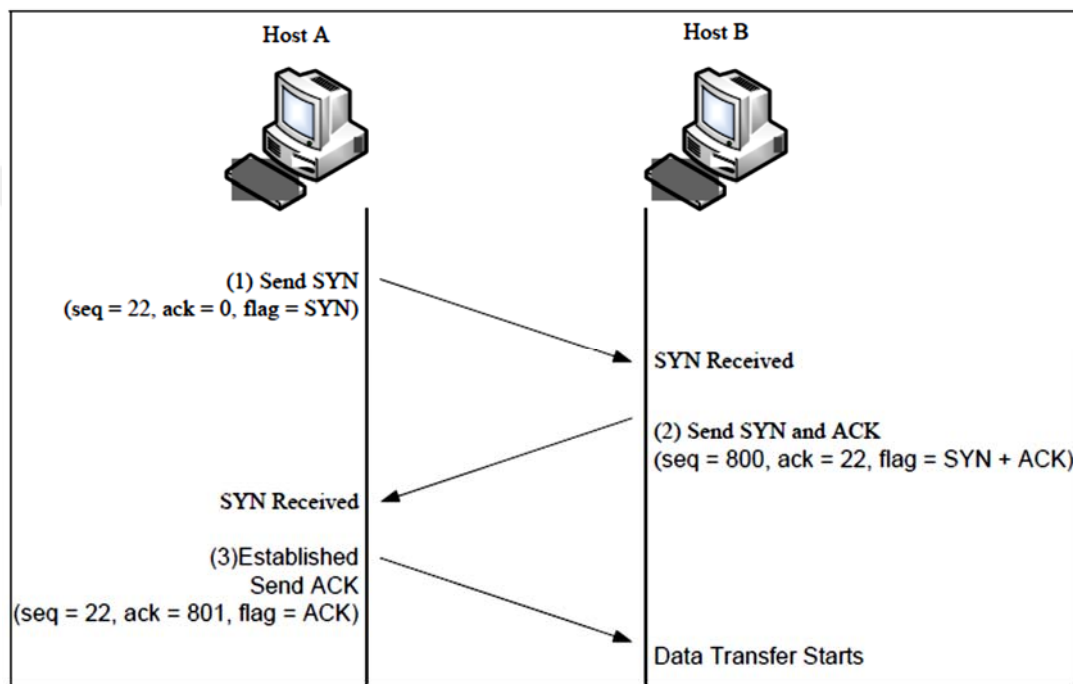 Host A
Host B
(1) Send SYN
(seq = 22, ack = 0, flag = SYN)
SYN Received
(2) Send SYN and ACK
(seq = 800, ack = 22, flag = SYN + ACK)
SYN Received
(3)Established
Send ACK
(seq = 22, ack = 801, flag = ACK)
Data Transfer Starts